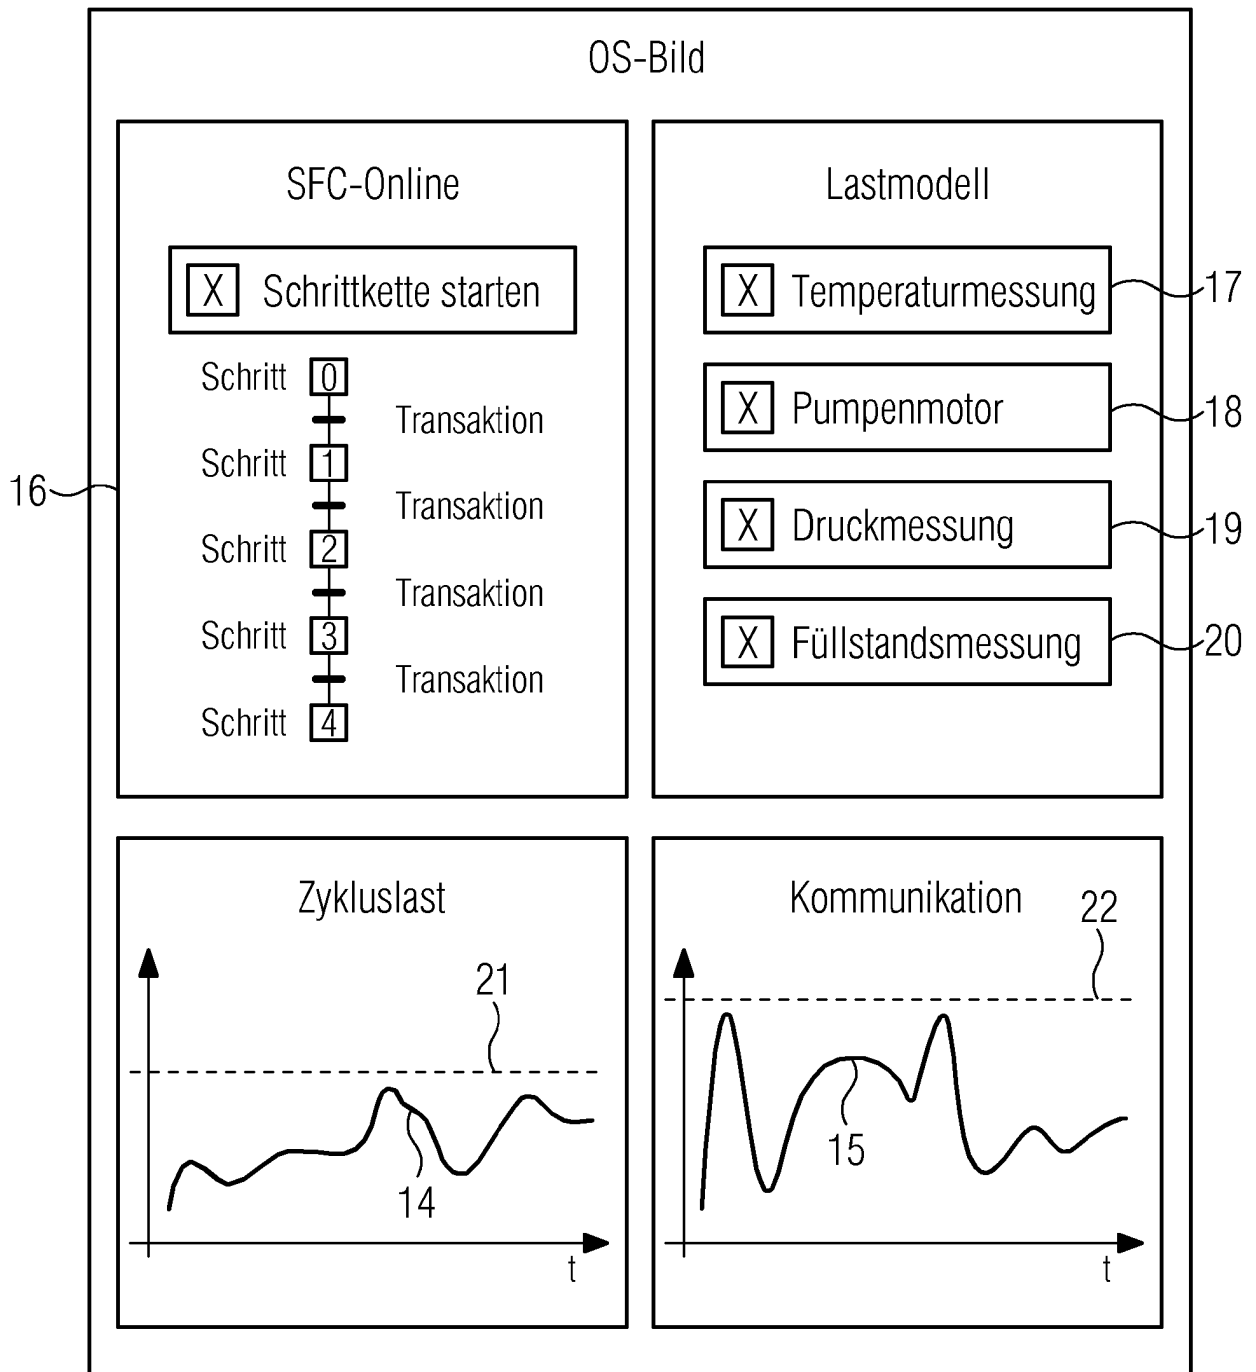 OS-Bild
SFC-Online
X Schrittkette starten
Schritt 0
Transaktion
Schritt 1
Transaktion
Schritt 2
Transaktion
Schritt 3
Transaktion
Schritt 4
16
Lastmodell
X Temperaturmessung 17
X Pumpenmotor 18
X Druckmessung 19
X Füllstandsmessung 20
Zykluslast
21
14
t
Kommunikation
22
15
t